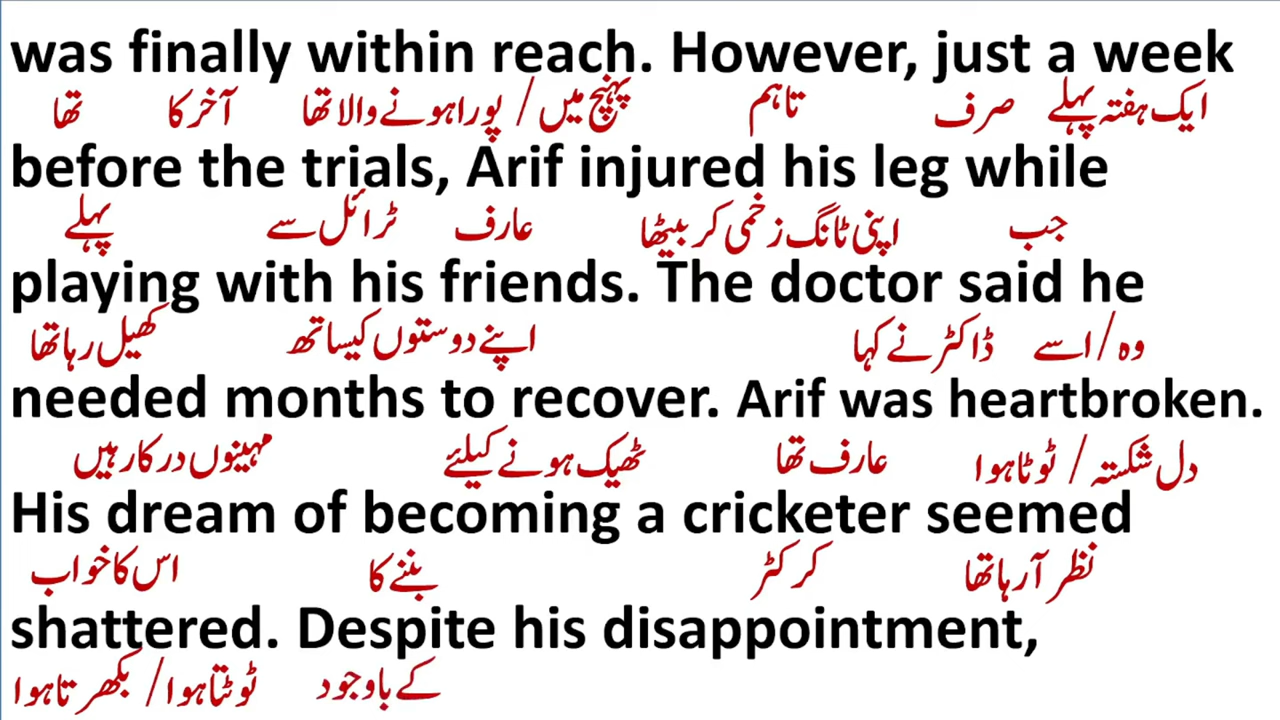 was finally within reach. However, just a week
تھا آخر کا پہنچ میں / پورا ہونے والا تھا تاہم صرف ایک ہفتہ پہلے
before the trials, Arif injured his leg while
پہلے ٹرائل سے عارف اپنی ٹانگ زخمی کر بیٹھا جب
playing with his friends. The doctor said he
کھیل رہا تھا اپنے دوستوں کیساتھ ڈاکٹر نے کہا وہ/اسے
needed months to recover. Arif was heartbroken.
مہینوں درکار ہیں ٹھیک ہونے کیلئے عارف تھا دل شکستہ / ٹوٹا ہوا
His dream of becoming a cricketer seemed
اس کا خواب بننے کا کرکٹر نظر آرہا تھا
shattered. Despite his disappointment,
ٹوٹتا ہوا/ بکھرتا ہوا کے باوجود